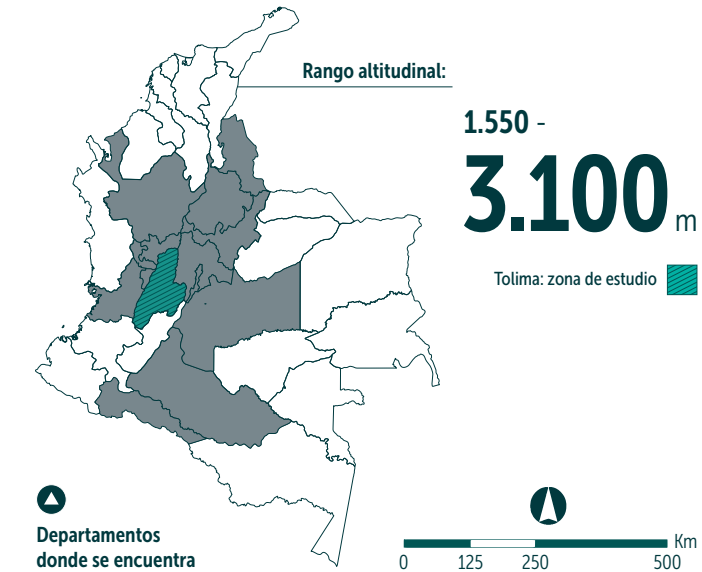 Rango altitudinal:
1.550 -
3.100 m
Tolima: zona de estudio
Departamentos
donde se encuentra
Km
0 125 250 500